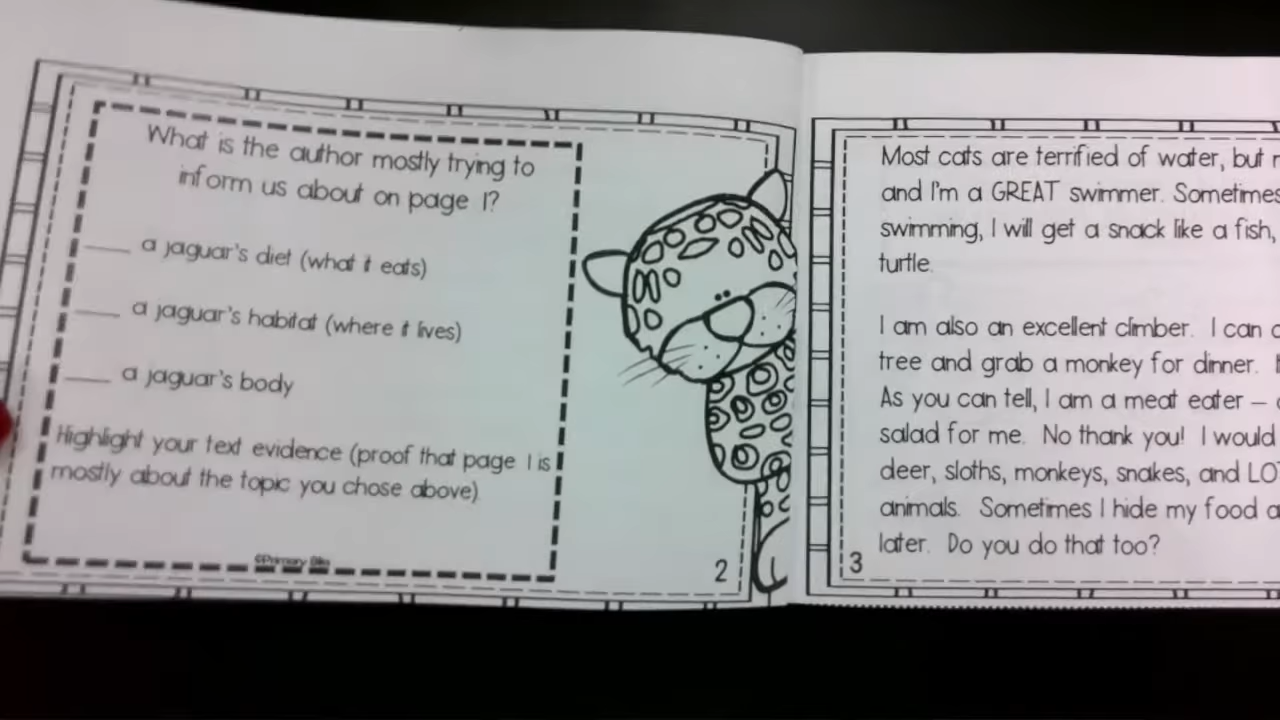 What is the author mostly trying to
inform us about on page 1?
____ a jaguar's diet (what it eats)
____ a jaguar's habitat (where it lives)
____ a jaguar's body
Highlight your text evidence (proof that page 1 is
mostly about the topic you chose above)
©Primary
2
Most cats are terrified of water, but
and I'm a GREAT swimmer. Sometimes
swimming, I will get a snack like a fish,
turtle.
I am also an excellent climber. I can
tree and grab a monkey for dinner.
As you can tell, I am a meat eater –
salad for me. No thank you! I would
deer, sloths, monkeys, snakes, and
animals. Sometimes I hide my food
later. Do you do that too?
3